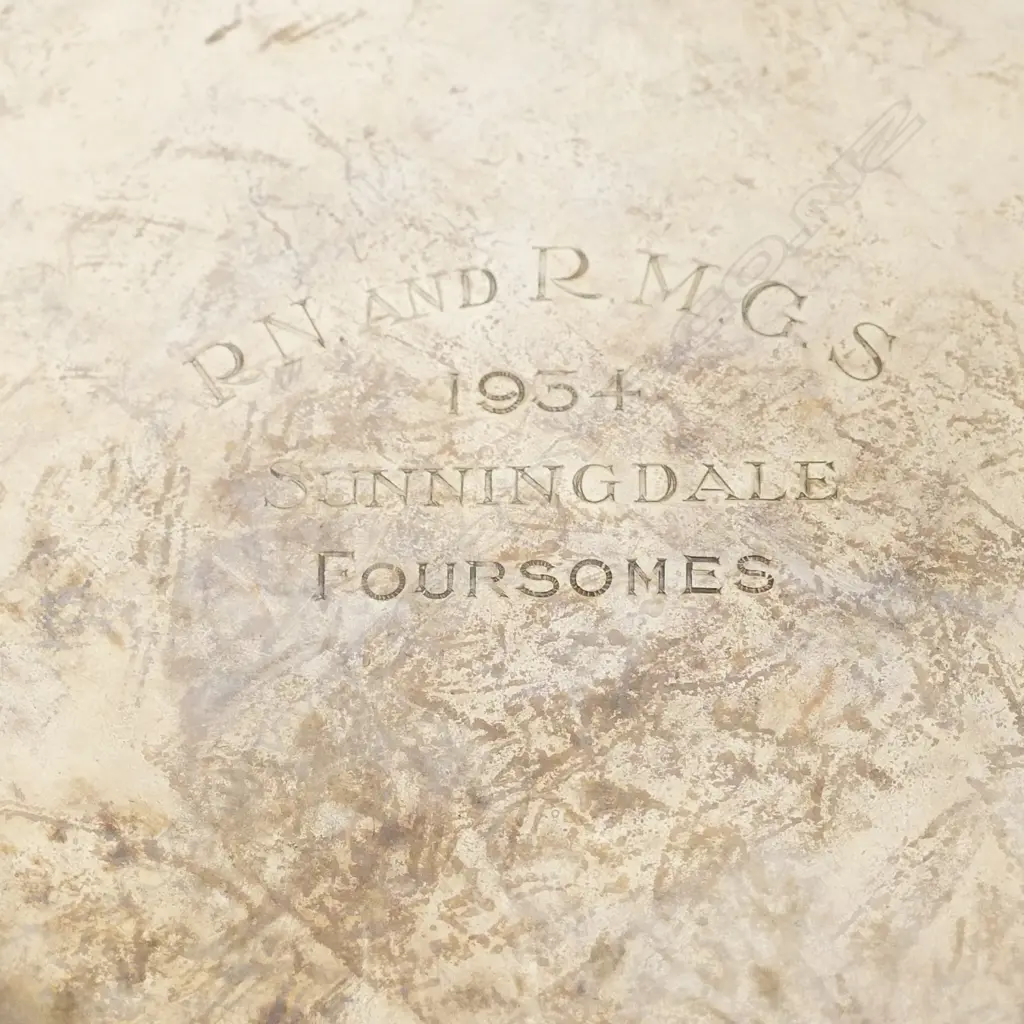 R.N. AND R.M.G.S
1954
SUNNINGDALE
FOURSOMES